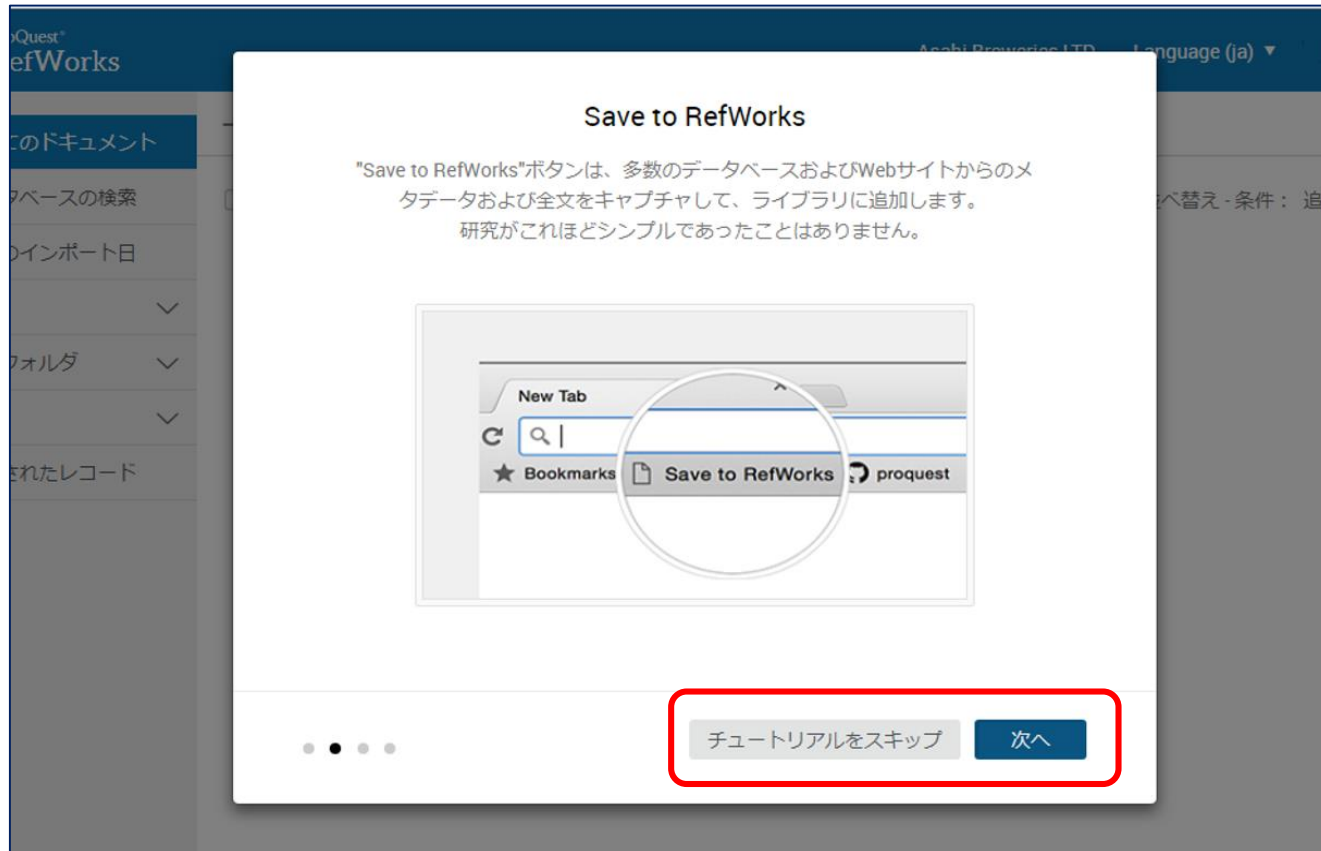 oQuest
efWorks
Asahi Breweries LTD
Language (ja) ▼
てのドキュメント
タベースの検索
のインポート日
フォルダ
されたレコード
べ替え - 条件： 追
Save to RefWorks
"Save to RefWorks"ボタンは、多数のデータベースおよびWebサイトからのメ
タデータおよび全文をキャプチャして、ライブラリに追加します。
研究がこれほどシンプルであったことはありません。
New Tab
Bookmarks
Save to RefWorks
proquest
チュートリアルをスキップ
次へ